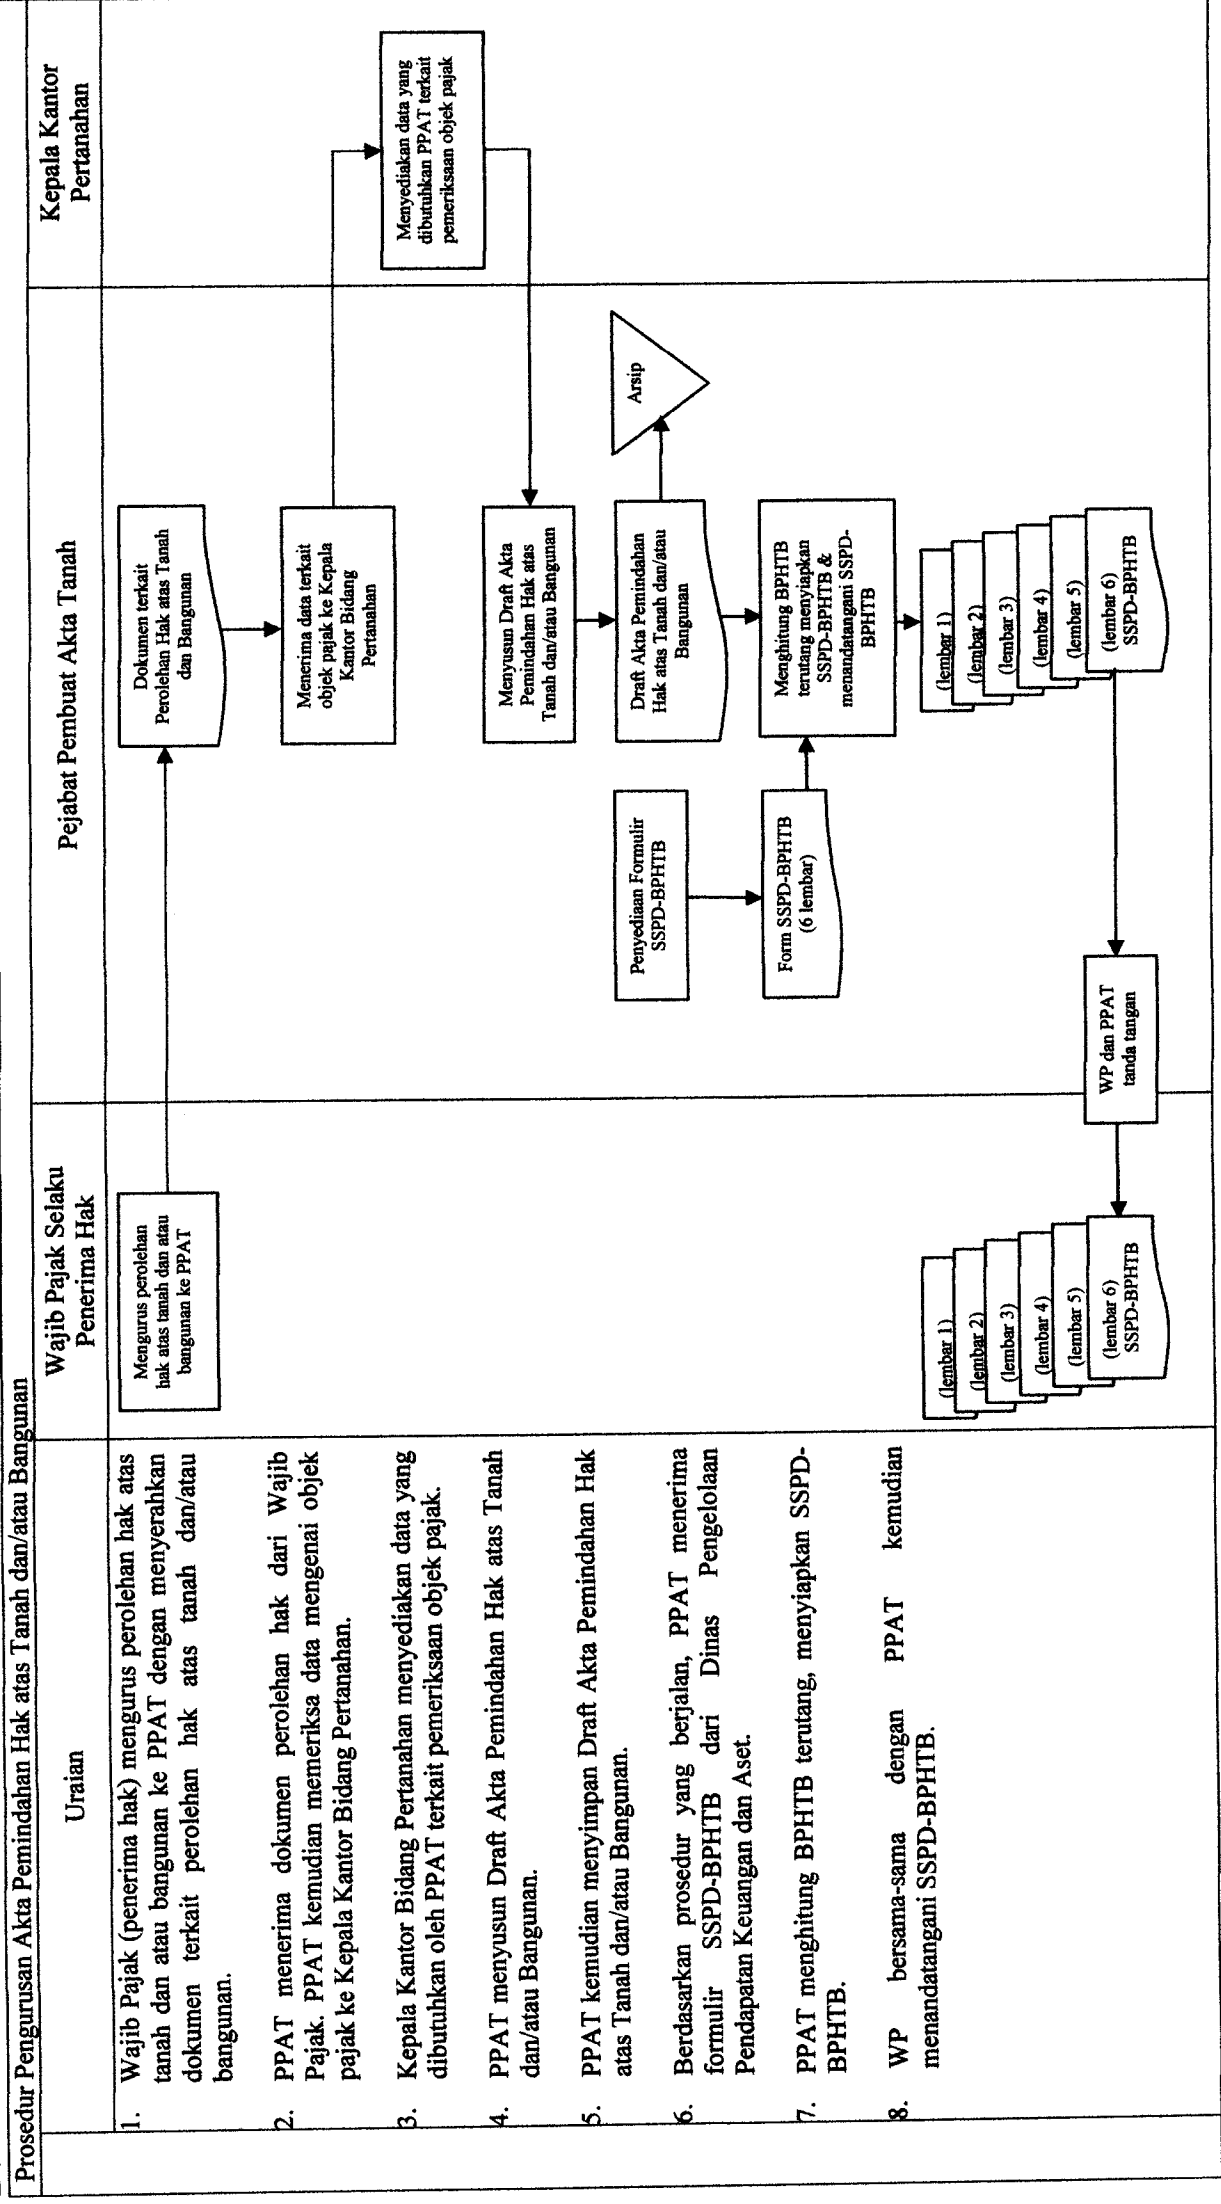 Prosedur Pengurusan Akta Pemindahan Hak atas Tanah dan/atau Bangunan
Uraian
Wajib Pajak Selaku
Penerima Hak
Pejabat Pembuat Akta Tanah
Kepala Kantor
Pertanahan
1. Wajib Pajak (penerima hak) mengurus perolehan hak atas
tanah dan atau bangunan ke PPAT dengan menyerahkan
dokumen terkait perolehan hak atas tanah dan/atau
bangunan.
2. PPAT menerima dokumen perolehan hak dari Wajib
Pajak. PPAT kemudian memeriksa data mengenai objek
pajak ke Kepala Kantor Bidang Pertanahan.
3. Kepala Kantor Bidang Pertanahan menyediakan data yang
dibutuhkan oleh PPAT terkait pemeriksaan objek pajak.
4. PPAT menyusun Draft Akta Pemindahan Hak atas Tanah
dan/atau Bangunan.
5. PPAT kemudian menyimpan Draft Akta Pemindahan Hak
atas Tanah dan/atau Bangunan.
6. Berdasarkan prosedur yang berjalan, PPAT menerima
formulir SSPD-BPHTB dari Dinas Pengelolaan
Pendapatan Keuangan dan Aset.
7. PPAT menghitung BPHTB terutang, menyiapkan SSPD-
BPHTB.
8. WP bersama-sama dengan PPAT kemudian
menandatangani SSPD-BPHTB.
Mengurus perolehan
hak atas tanah dan atau
bangunan ke PPAT
(lembar 1)
(lembar 2)
(lembar 3)
(lembar 4)
(lembar 5)
(lembar 6)
SSPD-BPHTB
Dokumen terkait
Perolehan Hak atas Tanah
dan Bangunan
Menerima data terkait
objek pajak ke Kepala
Kantor Bidang
Pertanahan
Menyusun Draft Akta
Pemindahan Hak atas
Tanah dan/atau Bangunan
Penyediaan Formulir
SSPD-BPHTB
Draft Akta Pemindahan
Hak atas Tanah dan/atau
Bangunan
Arsip
Form SSPD-BPHTB
(6 lembar)
Menghitung BPHTB
terutang menyiapkan
SSPD-BPHTB &
menandatangani SSPD-
BPHTB
(lembar 1)
(lembar 2)
(lembar 3)
(lembar 4)
(lembar 5)
(lembar 6)
SSPD-BPHTB
WP dan PPAT
tanda tangan
Menyediakan data yang
dibutuhkan PPAT terkait
pemeriksaan objek pajak